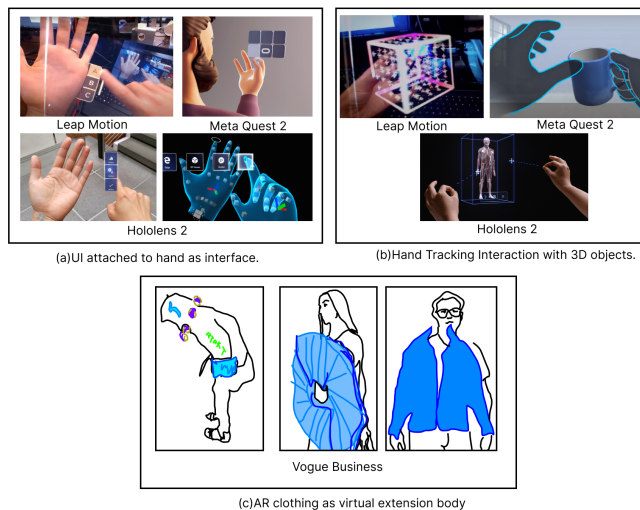 A
B
C
Leap Motion
Meta Quest 2
Hololens 2
(a)UI attached to hand as interface.
Leap Motion
Meta Quest 2
Hololens 2
(b)Hand Tracking Interaction with 3D objects.
Vogue Business
(c)AR clothing as virtual extension body